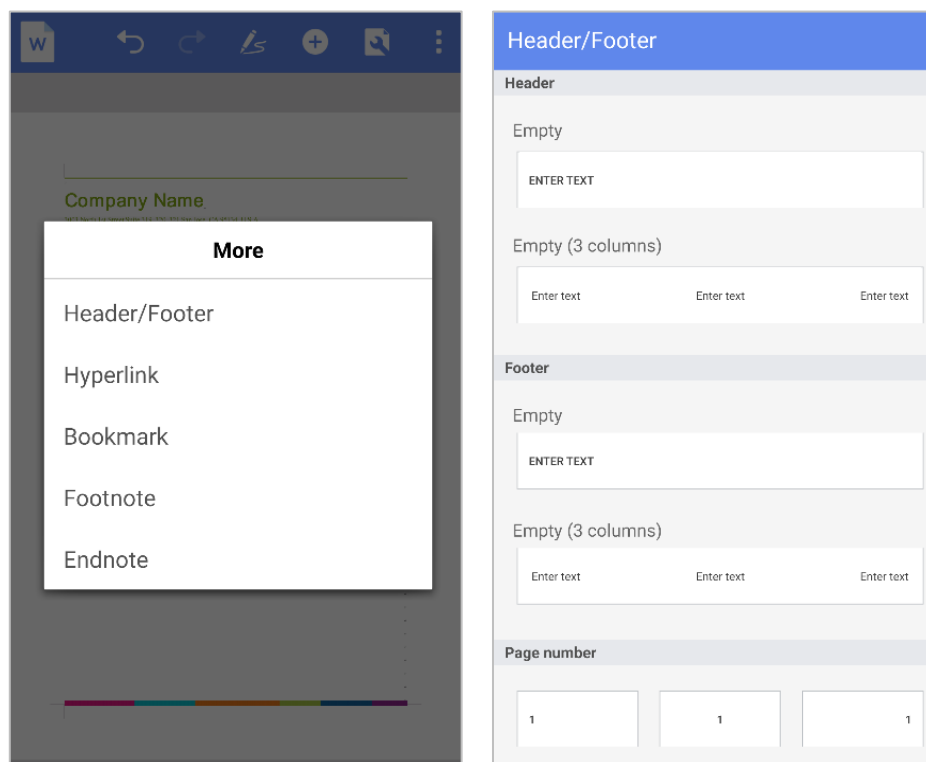 W
Company Name
More
Header/Footer
Hyperlink
Bookmark
Footnote
Endnote
Header/Footer
Header
Empty
ENTER TEXT
Empty (3 columns)
Enter text Enter text Enter text
Footer
Empty
ENTER TEXT
Empty (3 columns)
Enter text Enter text Enter text
Page number
1 1 1